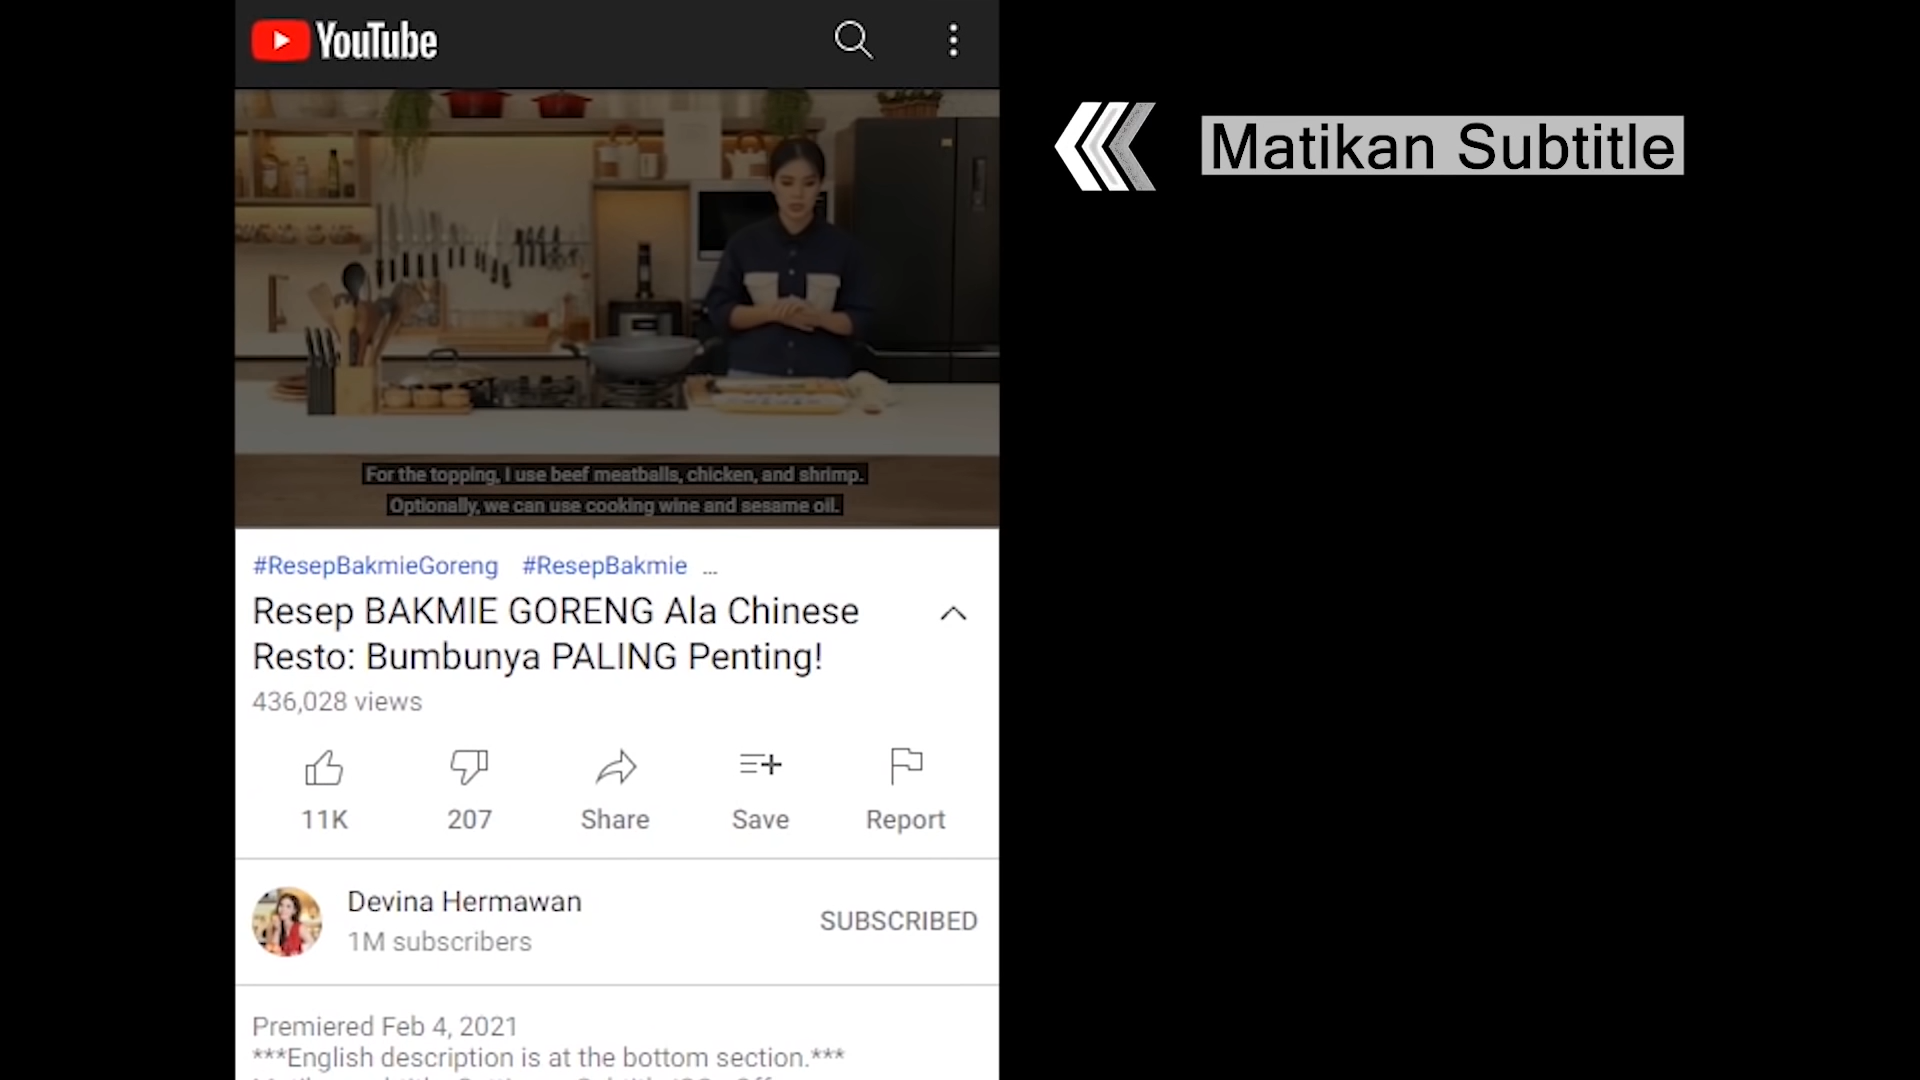 YouTube
Matikan Subtitle
For the topping, I use beef meatballs, chicken, and shrimp.
Optionally, we can use cooking wine and sesame oil.
#ResepBakmieGoreng #ResepBakmie ...
Resep BAKMIE GORENG Ala Chinese
Resto: Bumbunya PALING Penting!
436,028 views
11K 207 Share Save Report
Devina Hermawan
1M subscribers
SUBSCRIBED
Premiered Feb 4, 2021
***English description is at the bottom section.***